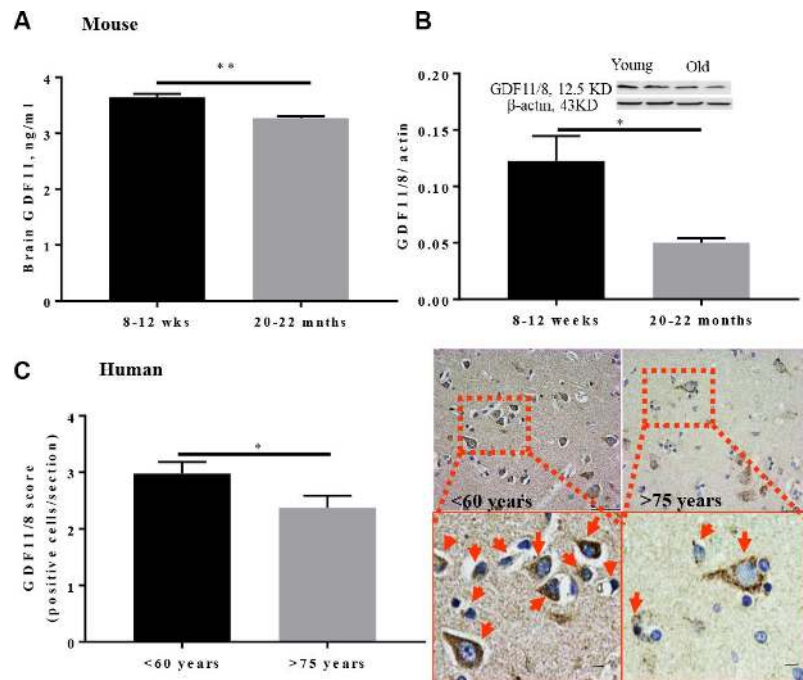 A Mouse
**
Brain GDF11, ng/ml
4
3
2
1
0
8-12 wks
20-22 mnths
B
Young Old
GDF11/8, 12.5 KD
β-actin, 43KD
*
GDF11/8/ actin
0.20
0.15
0.10
0.05
0.00
8-12 weeks
20-22 months
C Human
*
GDF11/8 score
(positive cells/section)
4
3
2
1
0
<60 years
>75 years
<60 years
>75 years